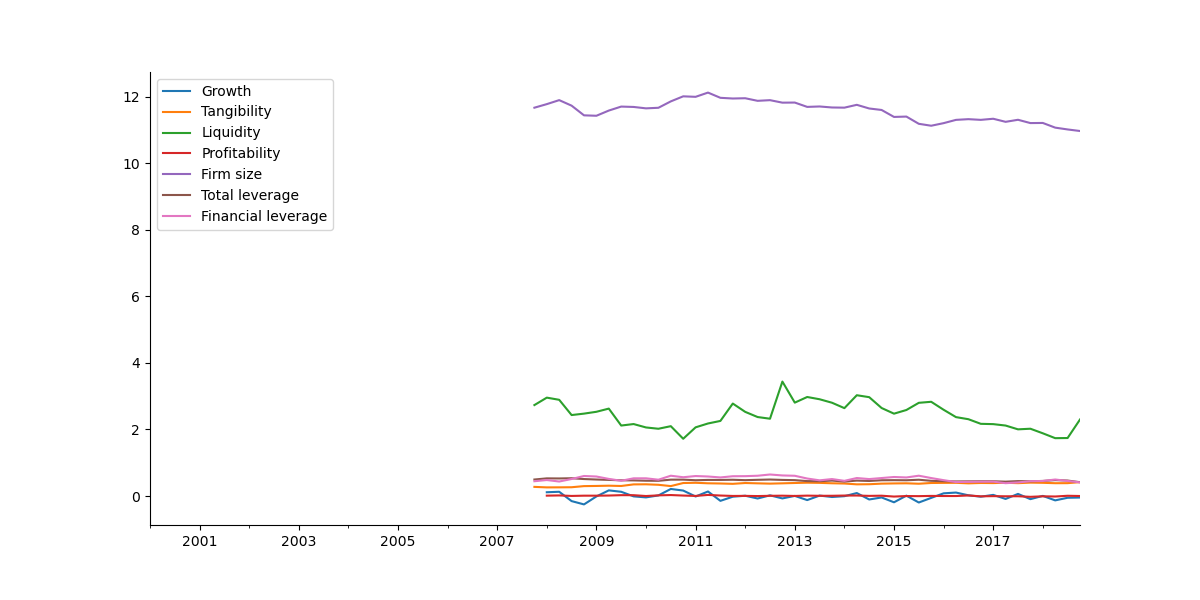 12
10
8
6
4
2
0
Growth
Tangibility
Liquidity
Profitability
Firm size
Total leverage
Financial leverage
2001 2003 2005 2007 2009 2011 2013 2015 2017